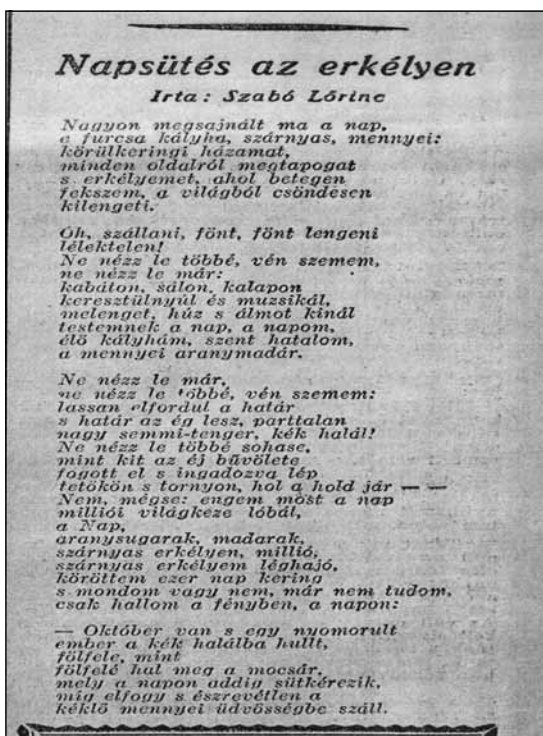 Napsütés az erkélyen
Irta: Szabó Lőrinc
Nagyon megsajnált ma a nap,
e furcsa kályha, szárnyas, mennyei:
körülkeringi házamat,
minden oldalról megtapogat
s erkélyemet, ahol betegen
fekszem, a világból csöndesen
kilengeti.
Óh, szállani, fönt, fönt lengeni
lélektelen!
Ne nézz le többé, vén szemem,
ne nézz le már:
kabáton, sálon, kalapon
keresztülnyúl és muzsikál,
melenget, húz s álmot kinál
testemnek a nap, a napom,
élő kályhám, szent hatalom,
a mennyei aranymadár.
Ne nézz le már,
ne nézz le többé, vén szemem:
lassan elfordul a határ
s határ az ég lesz, parttalan
nagy semmi-tenger, kék halál!
Ne nézz le többé sohase,
mint kit az éj bűvölete
fogott el s ingadozva lép
tetökön s tornyon, hol a hold jár — —
Nem, mégse: engem most a nap
milliói világkeze lóbál,
a Nap,
aranysugarak, madarak,
szárnyas erkélyen, millió,
szárnyas erkélyem léghajó,
köröttem ezer nap kering
s mondom vagy nem, már nem tudom,
csak hallom a fényben, a napon:
— Október van s egy nyomorult
ember a kék halálba hullt,
fölfele, mint
fölfelé hal meg a mocsár,
mely a napon addig sütkérezik,
mig elfogy s észrevétlen a
kéklő mennyei üdvösségbe száll.